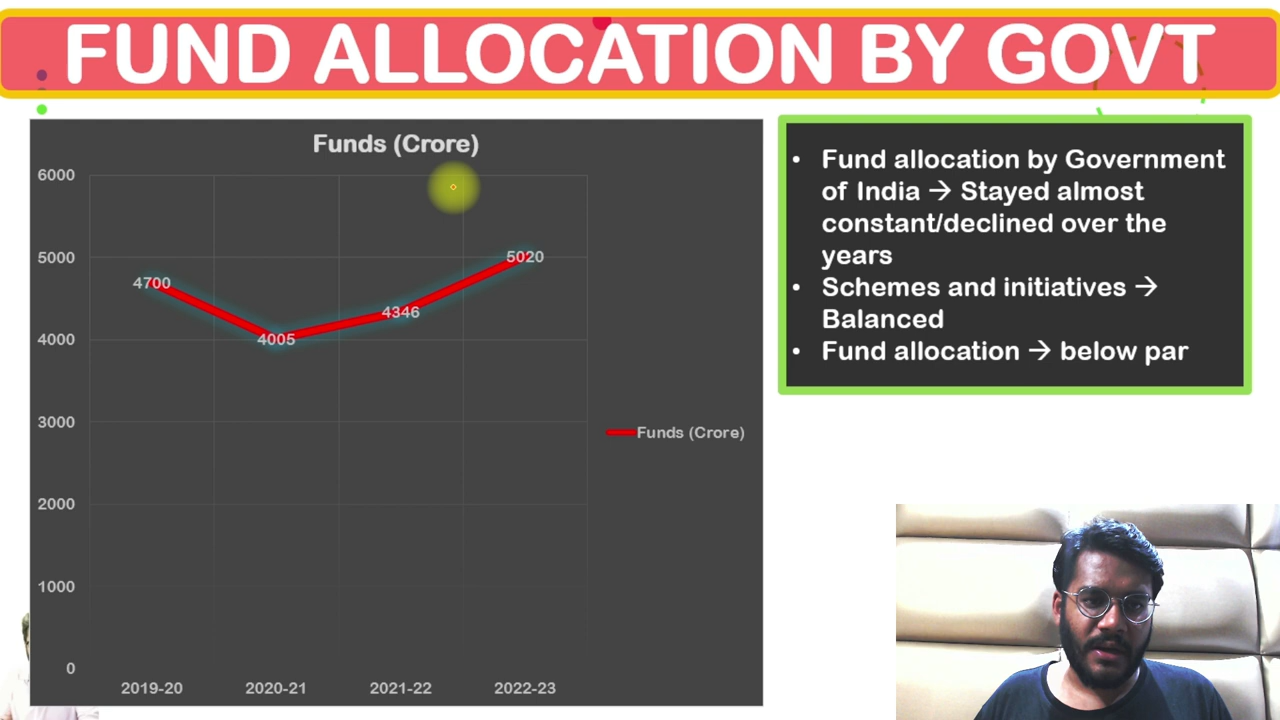 FUND ALLOCATION BY GOVT
Funds (Crore)
6000
5000
4000
3000
2000
1000
0
4700
4005
4346
5020
2019-20
2020-21
2021-22
2022-23
Funds (Crore)
• Fund allocation by Government
of India → Stayed almost
constant/declined over the
years
• Schemes and initiatives →
Balanced
• Fund allocation → below par